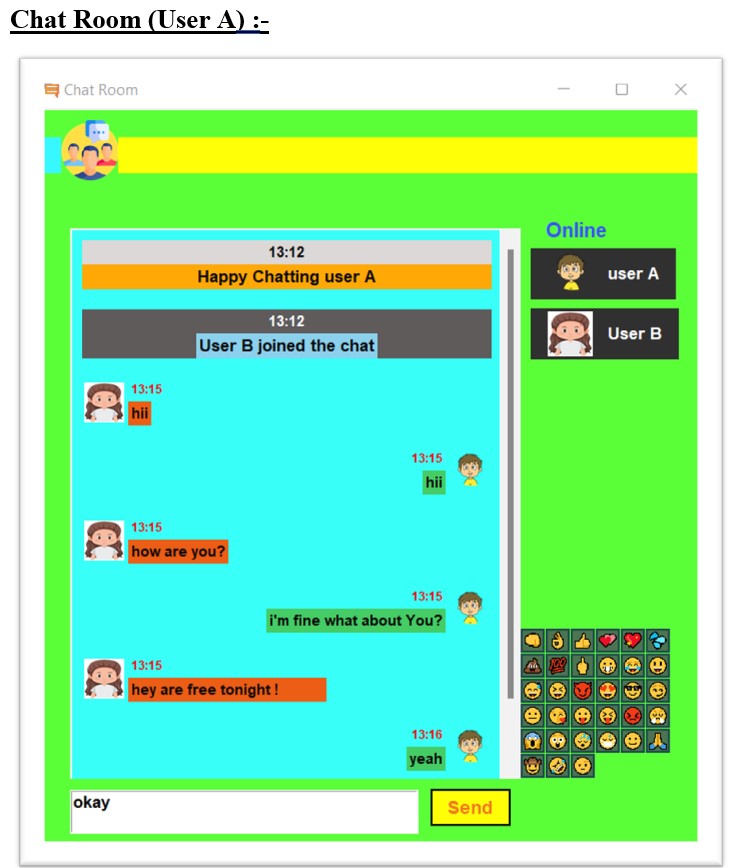 Chat Room (User A) :-
Chat Room
Online
13:12
Happy Chatting user A
user A
13:12
User B joined the chat
User B
13:15
hii
13:15
hii
13:15
how are you?
13:15
i'm fine what about You?
13:15
hey are free tonight !
13:16
yeah
💯
okay
Send